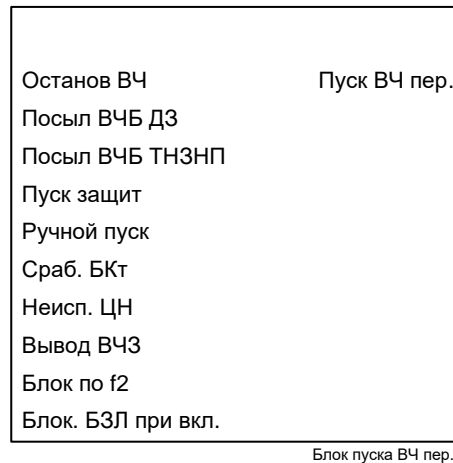 Останов ВЧ Пуск ВЧ пер.
Посыл ВЧБ ДЗ
Посыл ВЧБ ТНЗНП
Пуск защит
Ручной пуск
Сраб. БКт
Неисп. ЦН
Вывод ВЧЗ
Блок по f2
Блок. БЗЛ при вкл.
Блок пуска ВЧ пер.